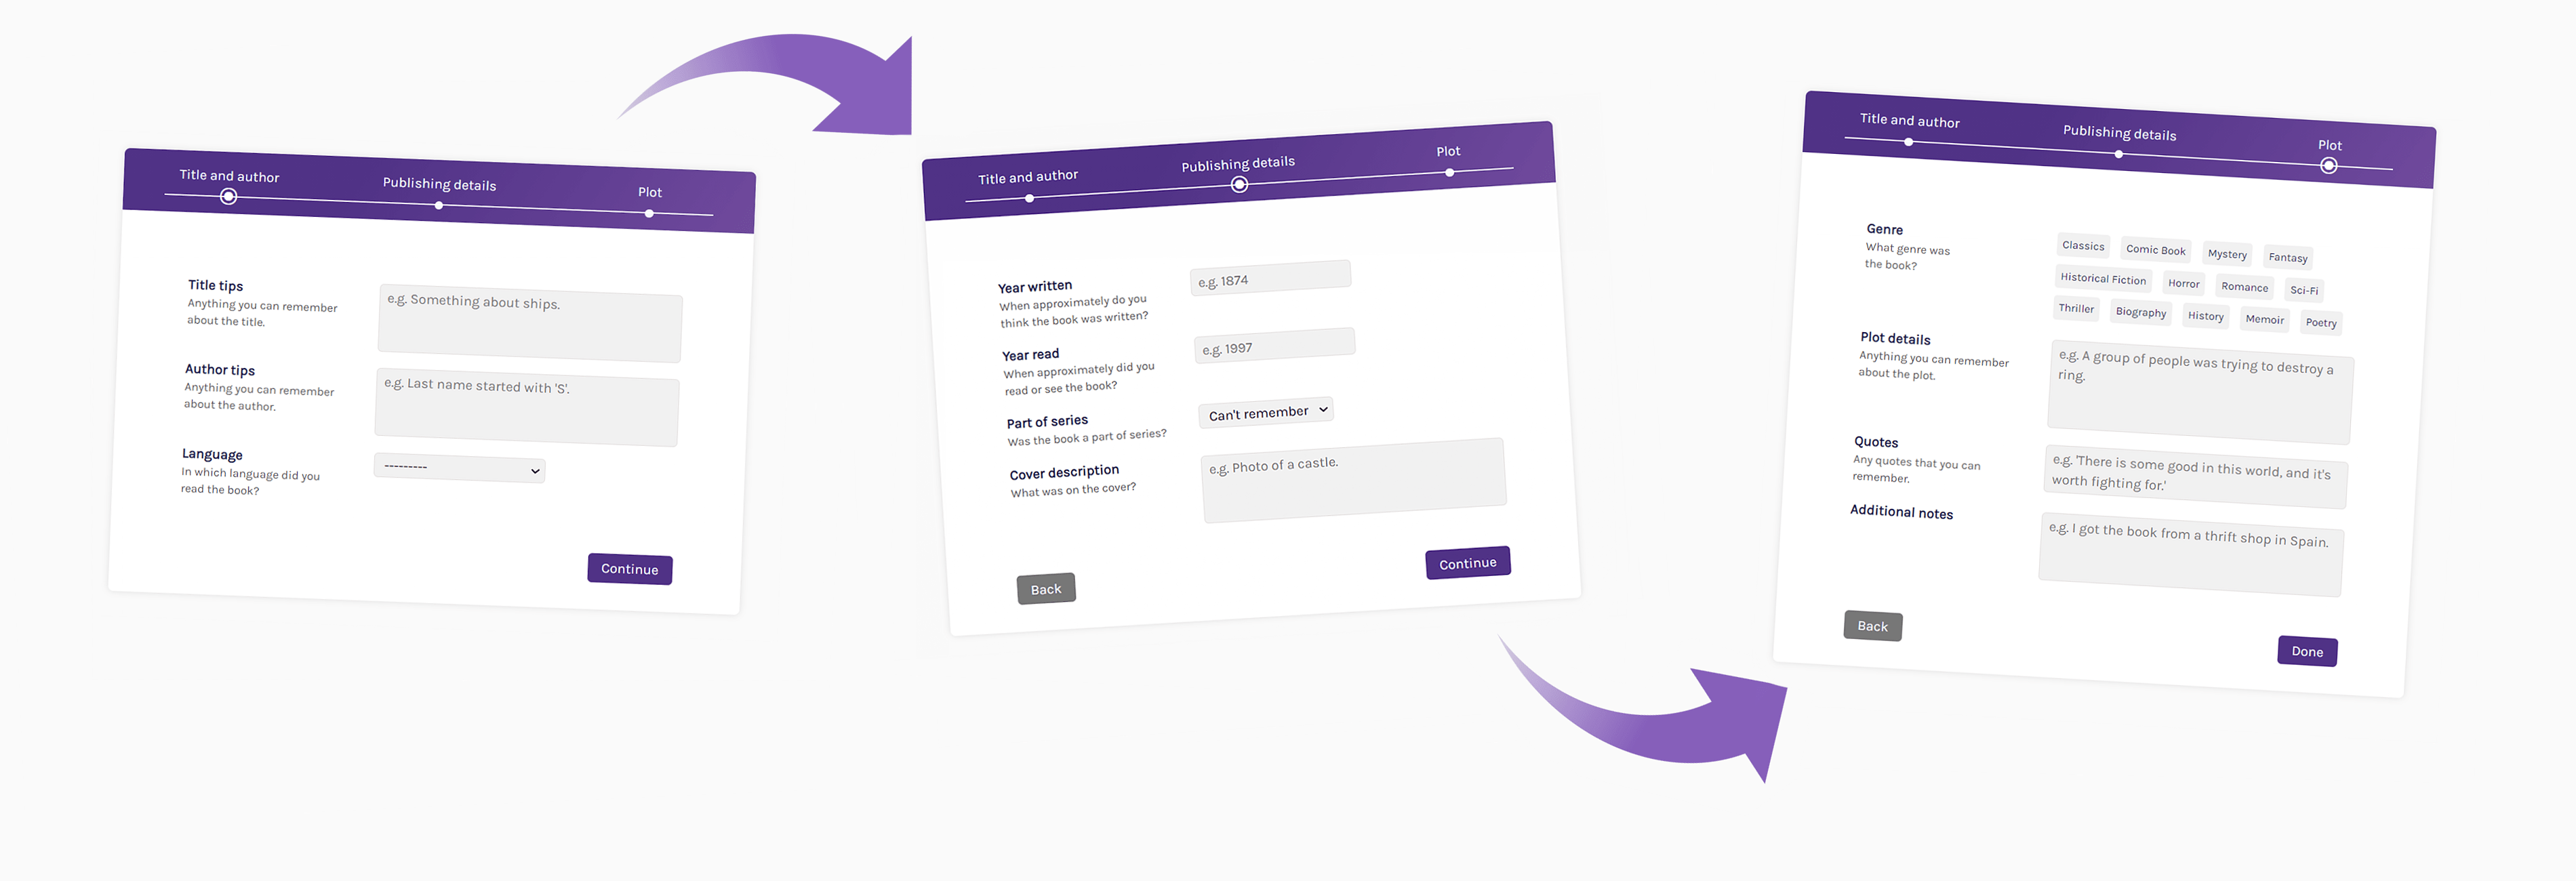 Title and author
Publishing details
Plot
Title tips
Anything you can remember
about the title.
e.g. Something about ships.
Author tips
Anything you can remember
about the author.
e.g. Last name started with 'S'.
Language
In which language did you
read the book?
---------
Continue
Title and author
Publishing details
Plot
Year written
When approximately do you
think the book was written?
e.g. 1874
Year read
When approximately did you
read or see the book?
e.g. 1997
Part of series
Was the book a part of series?
Can't remember
Cover description
What was on the cover?
e.g. Photo of a castle.
Back
Continue
Title and author
Publishing details
Plot
Genre
What genre was
the book?
Classics Comic Book Mystery Fantasy
Historical Fiction Horror Romance Sci-Fi
Thriller Biography History Memoir Poetry
Plot details
Anything you can remember
about the plot.
e.g. A group of people was trying to destroy a
ring.
Quotes
Any quotes that you can
remember.
e.g. 'There is some good in this world, and it's
worth fighting for.'
Additional notes
e.g. I got the book from a thrift shop in Spain.
Back
Done